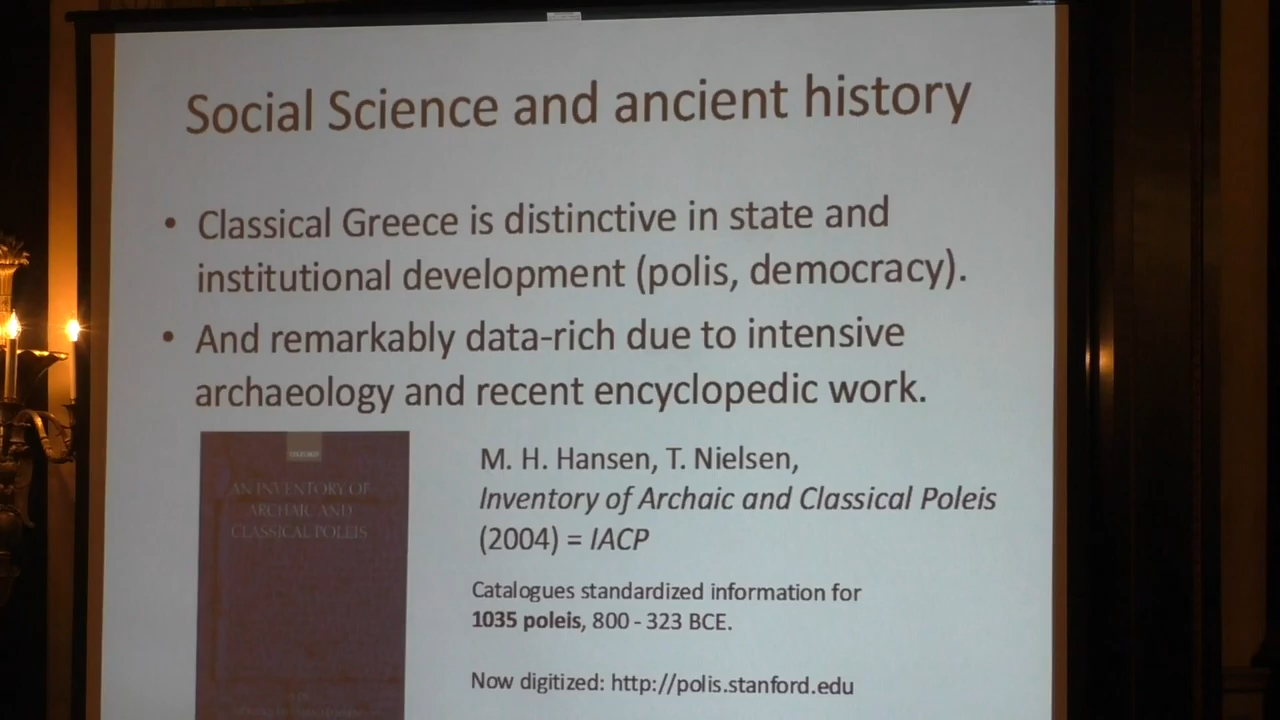 Social Science and ancient history
• Classical Greece is distinctive in state and
institutional development (polis, democracy).
• And remarkably data-rich due to intensive
archaeology and recent encyclopedic work.
OXFORD
AN INVENTORY OF
ARCHAIC AND
CLASSICAL POLEIS
M. H. Hansen, T. Nielsen,
Inventory of Archaic and Classical Poleis
(2004) = IACP
Catalogues standardized information for
1035 poleis, 800 - 323 BCE.
Now digitized: http://polis.stanford.edu